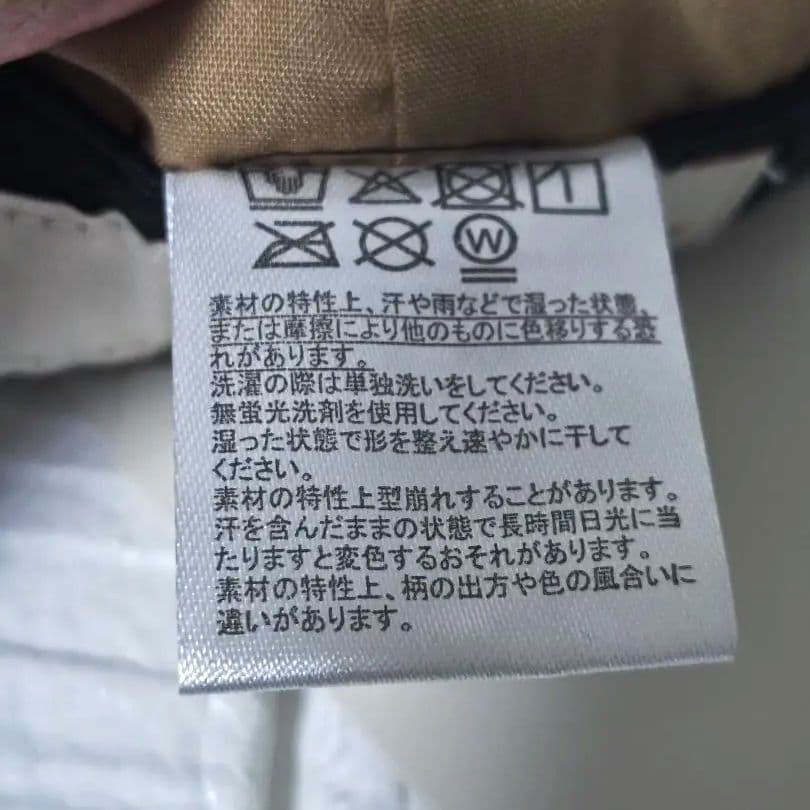 W
素材の特性上、汗や雨などで湿った状態、
または摩擦により他のものに色移りする恐
れがあります。
洗濯の際は単独洗いをしてください。
無蛍光洗剤を使用してください。
湿った状態で形を整え速やかに干して
ください。
素材の特性上型崩れすることがあります。
汗を含んだままの状態で長時間日光に当
たりますと変色するおそれがあります。
素材の特性上、柄の出方や色の風合いに
違いがあります。